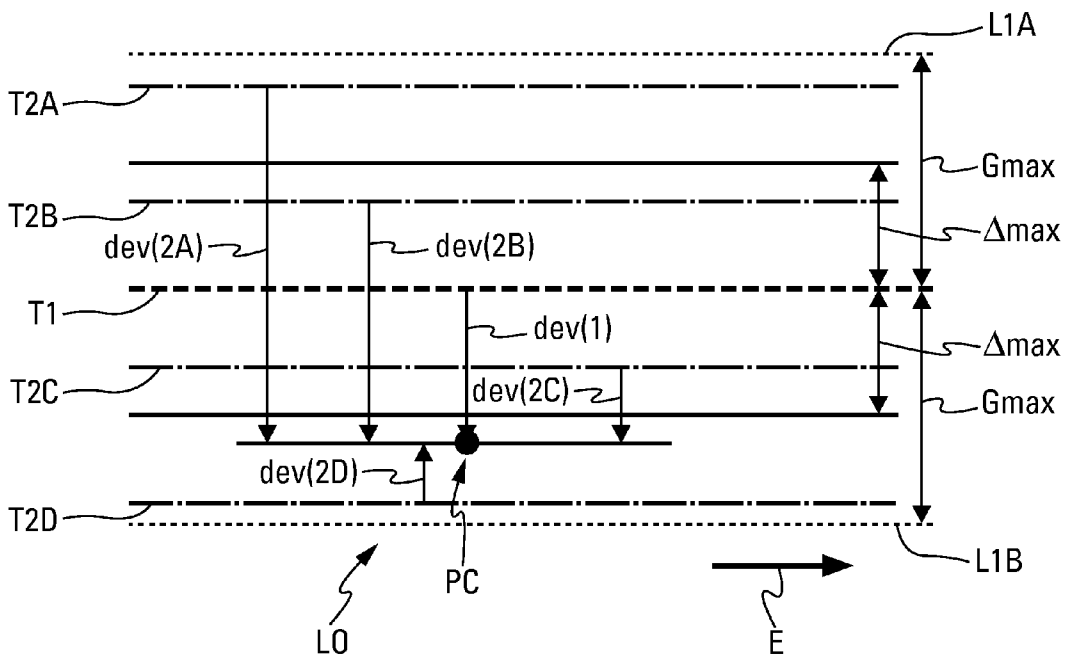 L1A
T2A
Gmax
T2B
dev(2A)
dev(2B)
Δmax
T1
dev(1)
Δmax
T2C
dev(2C)
Gmax
dev(2D)
T2D
L1B
PC
LO
E